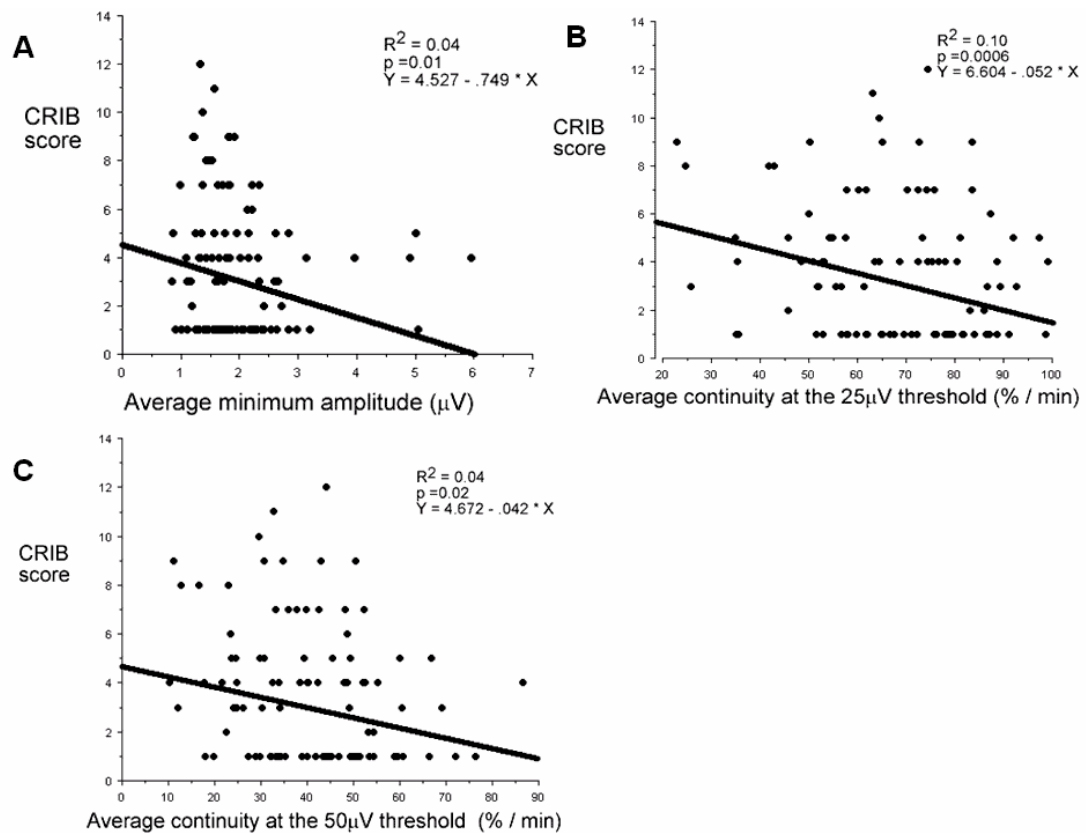 A
14
12
10
8
6
4
2
0
CRIB
score
R2 = 0.04
p =0.01
Y = 4.527 - .749 * X
0 1 2 3 4 5 6 7
Average minimum amplitude (μV)
B
14
12
10
8
6
4
2
0
CRIB
score
R2 = 0.10
p =0.0006
Y = 6.604 - .052 * X
20 30 40 50 60 70 80 90 100
Average continuity at the 25μV threshold (% / min)
C
14
12
10
8
6
4
2
0
CRIB
score
R2 = 0.04
p =0.02
Y = 4.672 - .042 * X
0 10 20 30 40 50 60 70 80 90
Average continuity at the 50μV threshold (% / min)